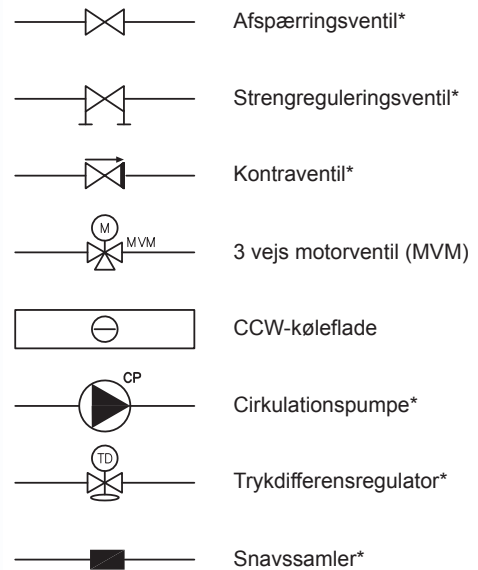 Afspærringsventil*
Strengreguleringsventil*
Kontraventil*
M
MVM
3 vejs motorventil (MVM)
CCW-køleflade
CP
Cirkulationspumpe*
TD
Trykdifferensregulator*
Snavssamler*